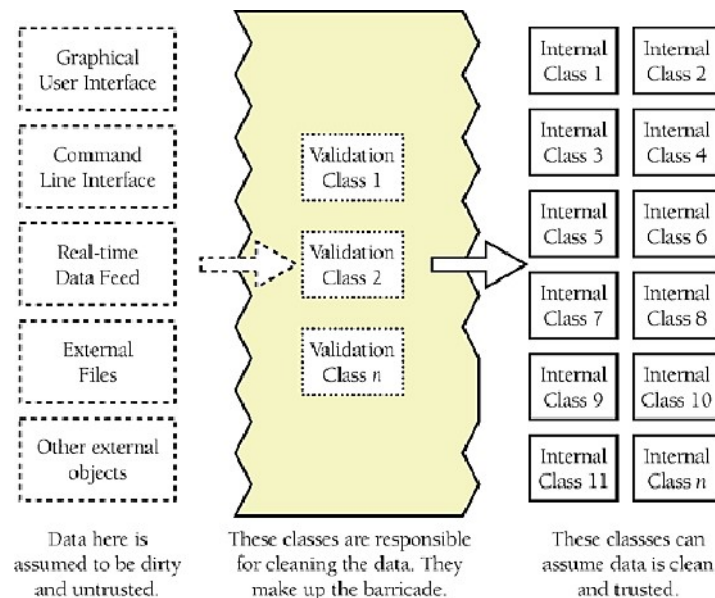 Graphical
User Interface
Command
Line Interface
Real-time
Data Feed
External
Files
Other external
objects
Data here is
assumed to be dirty
and untrusted.
Validation
Class 1
Validation
Class 2
Validation
Class n
These classes are responsible
for cleaning the data. They
make up the barricade.
Internal
Class 1
Internal
Class 2
Internal
Class 3
Internal
Class 4
Internal
Class 5
Internal
Class 6
Internal
Class 7
Internal
Class 8
Internal
Class 9
Internal
Class 10
Internal
Class 11
Internal
Class n
These classses can
assume data is clean
and trusted.